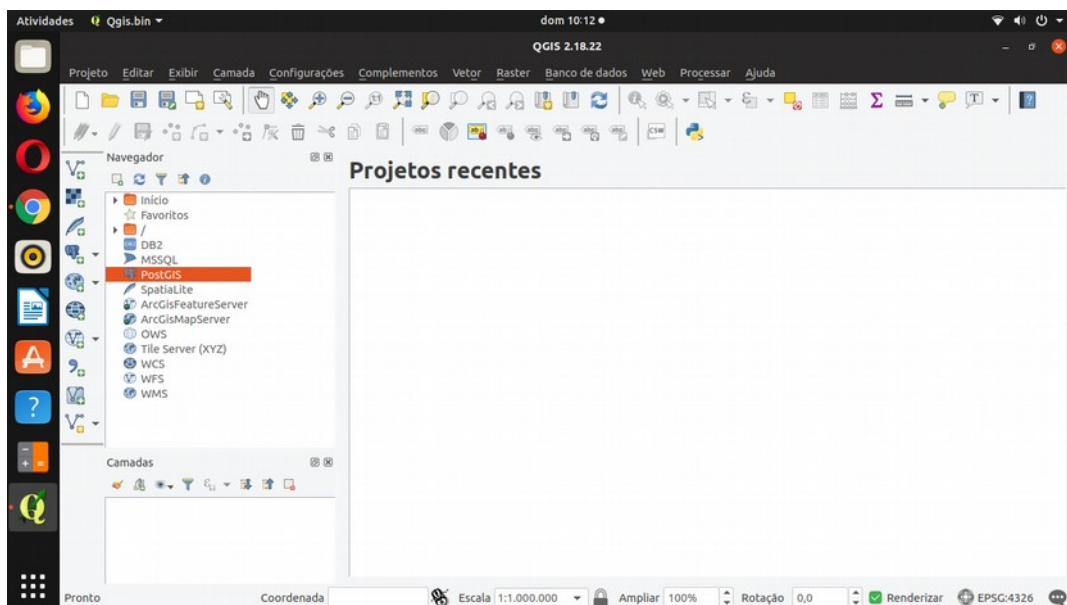 Atividades Qgis.bin dom 10:12
QGIS 2.18.22
Projeto Editar Exibir Camada Configurações Complementos Vetor Raster Banco de dados Web Processar Ajuda
Navegador
Projetos recentes
Início
Favoritos
/
DB2
MSSQL
PostGIS
SpatiaLite
ArcGisFeatureServer
ArcGisMapServer
OWS
Tile Server (XYZ)
WCS
WFS
WMS
Camadas
Pronto Coordenada Escala 1:1.000.000 Ampliar 100% Rotação 0,0 Renderizar EPSG:4326